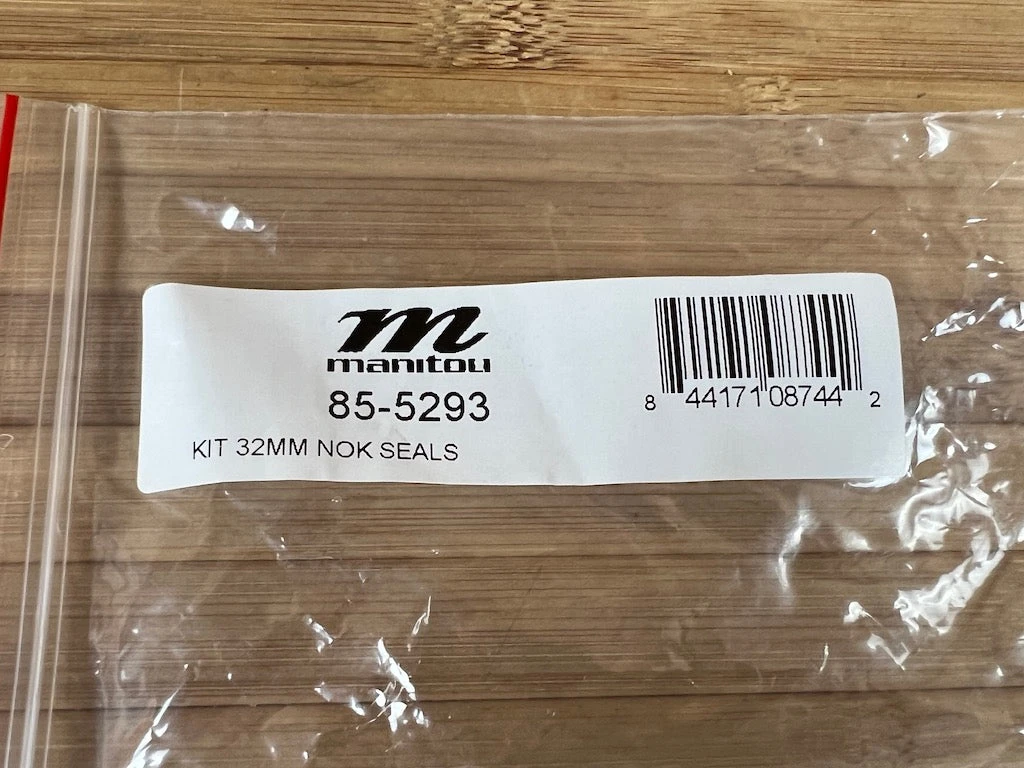 m
manitou
85-5293
KIT 32MM NOK SEALS
8 44171 08744 2